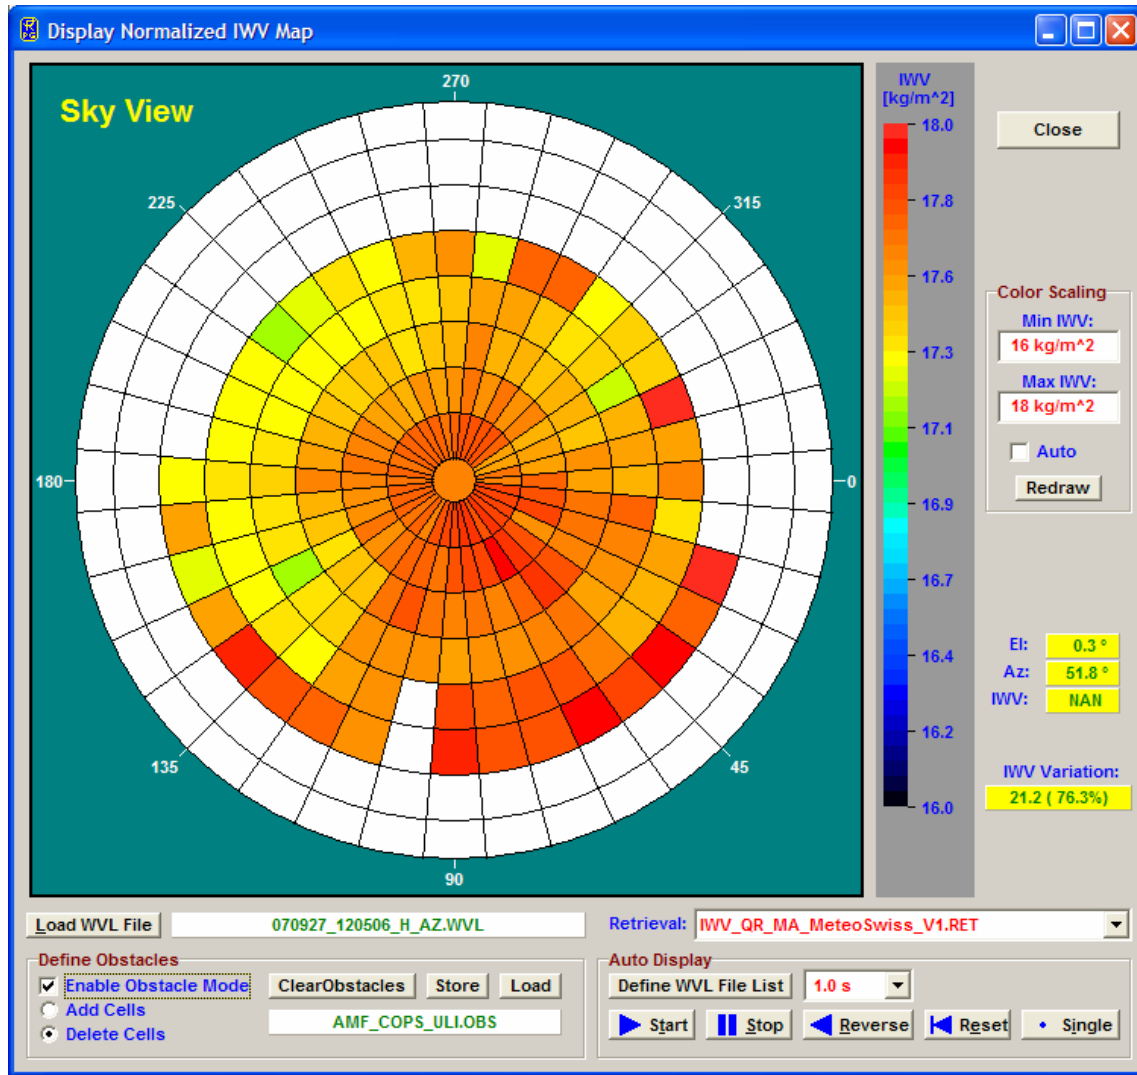 Display Normalized IWV Map
Sky View
270
225
315
180
0
135
45
90
IWV
[kg/m^2]
18.0
17.8
17.6
17.3
17.1
16.9
16.7
16.4
16.2
16.0
Close
Color Scaling
Min IWV:
16 kg/m^2
Max IWV:
18 kg/m^2
Auto
Redraw
El: 0.3 °
Az: 51.8 °
IWV: NAN
IWV Variation:
21.2 ( 76.3%)
Load WVL File 070927_120506_H_AZ.WVL
Retrieval: IWV_QR_MA_MeteoSwiss_V1.RET
Define Obstacles
Enable Obstacle Mode ClearObstacles Store Load
Add Cells
Delete Cells
AMF_COPS_ULI.OBS
Auto Display
Define WVL File List 1.0 s
Start Stop Reverse Reset Single